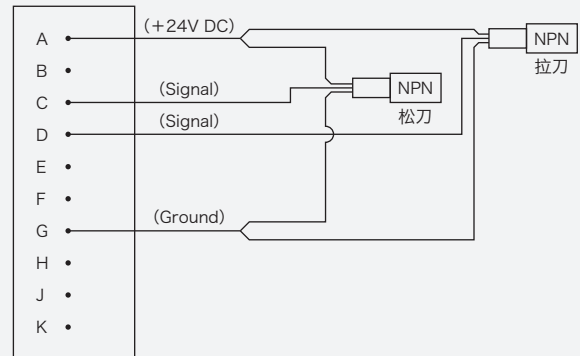 A
(+24V DC)
NPN
拉刀
B
C
(Signal)
NPN
松刀
D
(Signal)
E
F
G
(Ground)
H
J
K